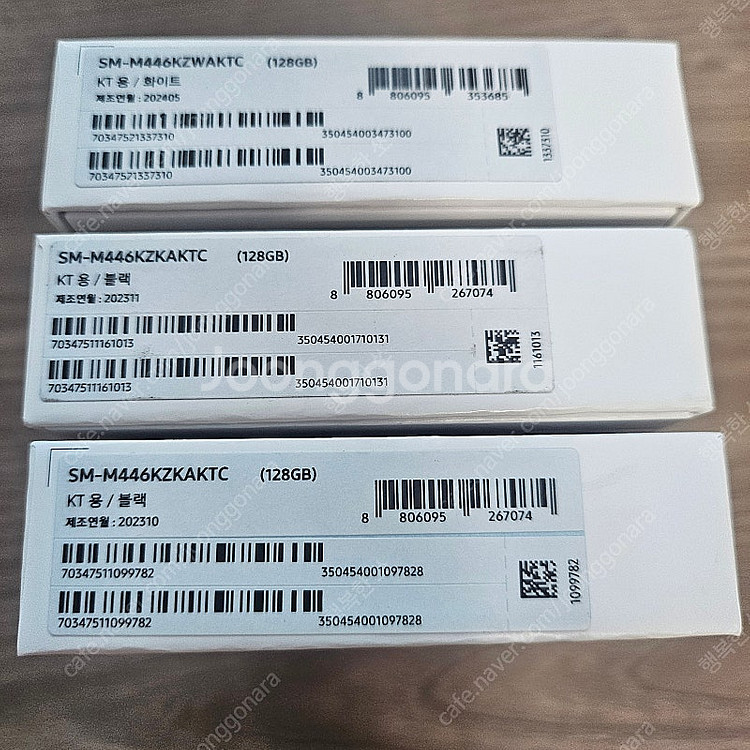 SM-M446KZWAKTC (128GB)
KT 용 / 화이트
제조연월 : 202405
8 806095 353685
70347521337310 350454003473100
70347521337310 350454003473100
1337310
SM-M446KZKAKTC (128GB)
KT 용 / 블랙
제조연월 : 202311
8 806095 267074
70347511161013 350454001710131
70347511161013 350454001710131
1161013
Joonggonara
SM-M446KZKAKTC (128GB)
KT 용 / 블랙
제조연월 : 202310
8 806095 267074
70347511099782 350454001097828
70347511099782 350454001097828
1099782